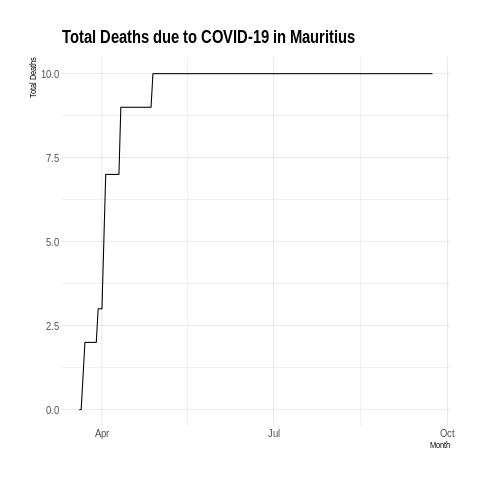 Total Deaths due to COVID-19 in Mauritius
Total Deaths
10.0
7.5
5.0
2.5
0.0
Apr Jul Oct
Month